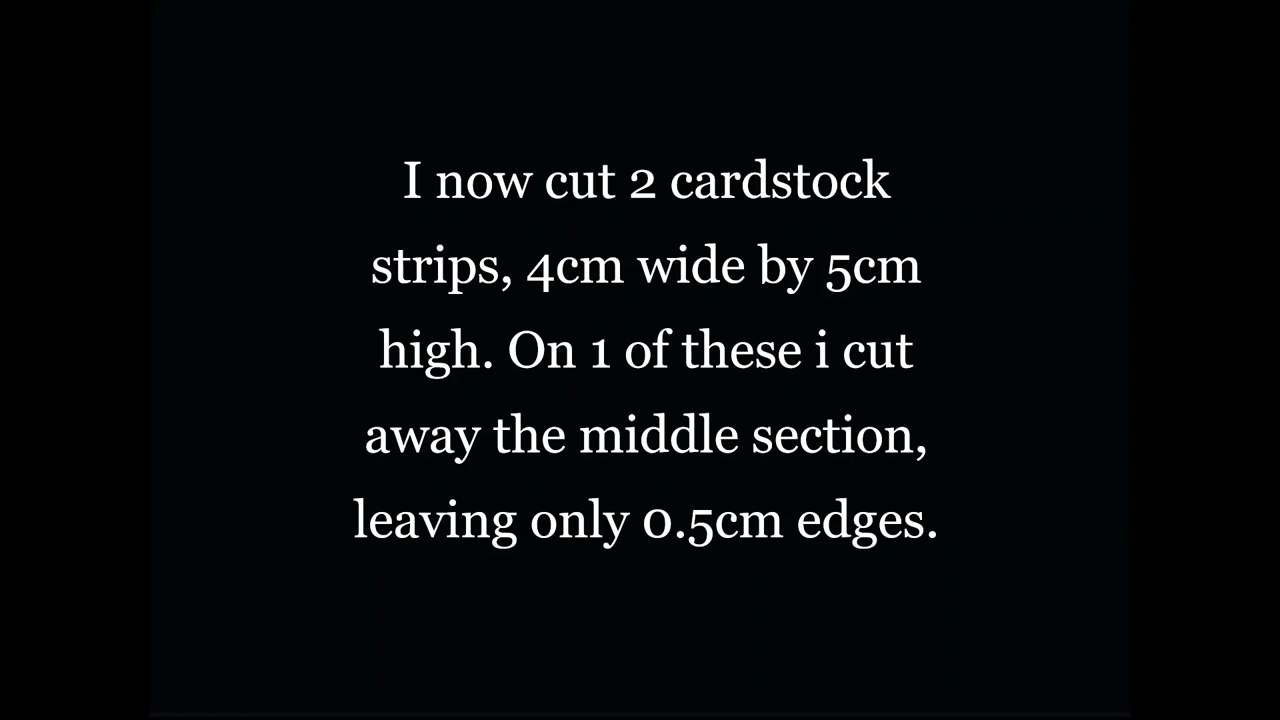 I now cut 2 cardstock
strips, 4cm wide by 5cm
high. On 1 of these i cut
away the middle section,
leaving only 0.5cm edges.